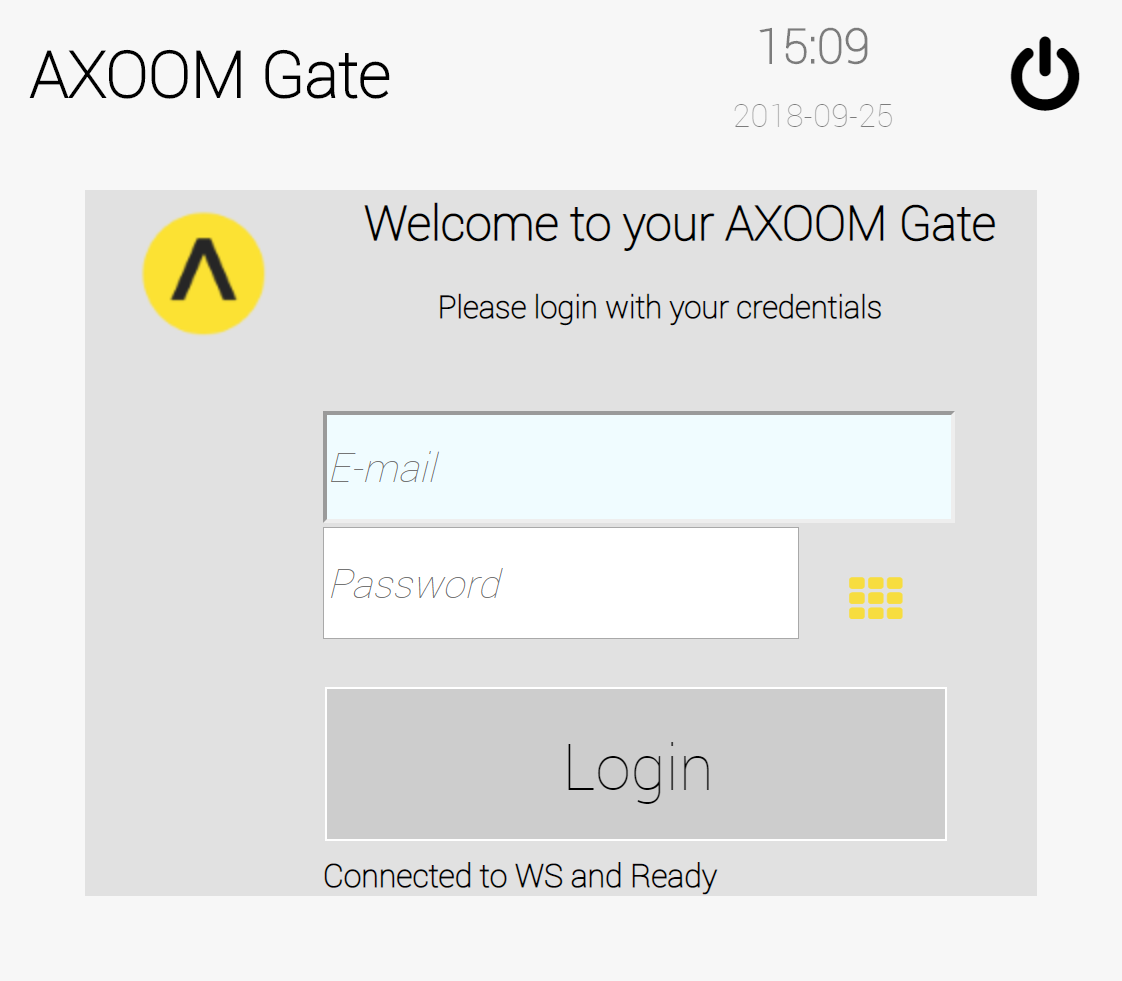 AXOOM Gate
15:09
2018-09-25
Welcome to your AXOOM Gate
Please login with your credentials
E-mail
Password
Login
Connected to WS and Ready